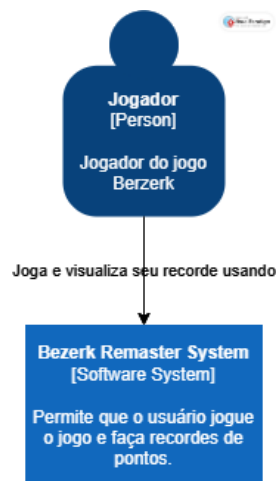 Jogador
[Person]
Jogador do jogo
Berzerk
Joga e visualiza seu recorde usando
Bezerk Remaster System
[Software System]
Permite que o usuário jogue
o jogo e faça recordes de
pontos.